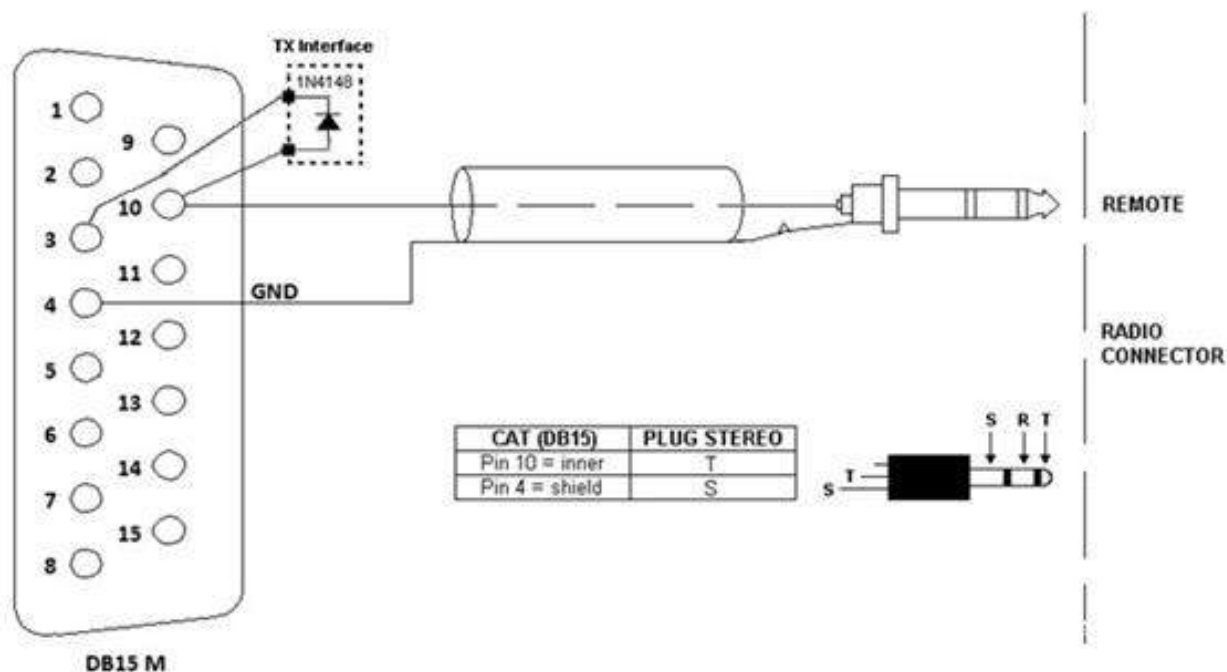 TX Interface
1N4148
1
9
2
10
3
11
4
GND
12
5
13
6
14
7
15
8
DB15 M
REMOTE
RADIO
CONNECTOR
CAT (DB15) PLUG STEREO
Pin 10 = inner T
Pin 4 = shield S
S R T
T
S